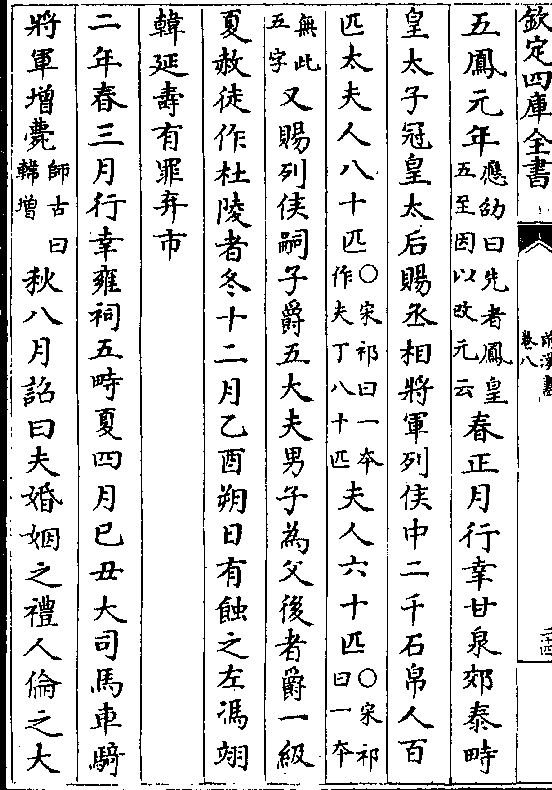 欽定四庫全書
前漢書
卷八
二十四
五鳳元年應劭曰先者鳳皇五至因以改元云春正月行幸甘泉郊泰畤
皇太子冠皇太后賜丞相將軍列侯中二千石帛人百
匹太夫人八十匹○宋祁曰一本作夫丁八十匹夫人六十匹○宋祁曰一本
無此五字又賜列侯嗣子爵五大夫男子為父後者爵一級
夏赦徒作杜陵者冬十二月乙酉朔日有蝕之左馮翊
韓延壽有罪弃市
二年春三月行幸雍祠五畤夏四月己丑大司馬車騎
將軍增薨師古曰韓增秋八月詔曰夫婚姻之禮人倫之大